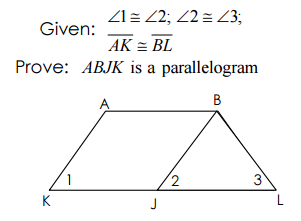 Given: ∠1 ≅ ∠2; ∠2 ≅ ∠3;
AK ≅ BL
Prove: ABJK is a parallelogram
A B
1 2 3
K J L